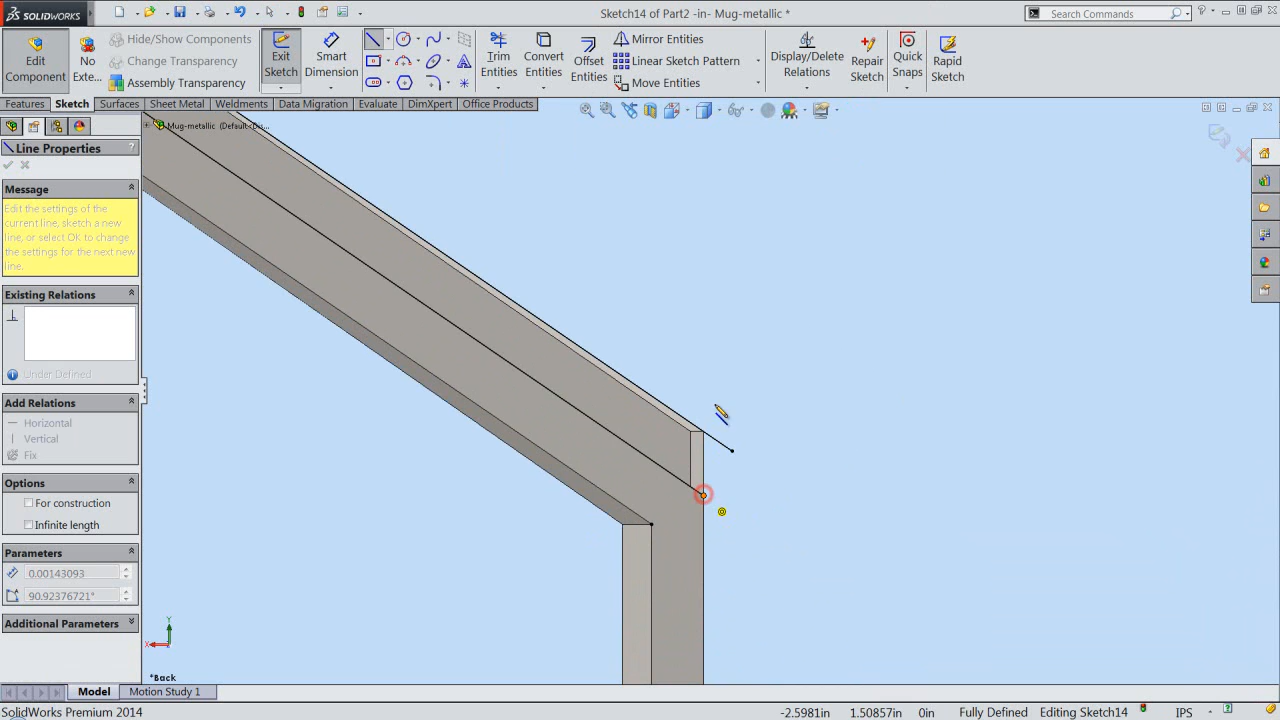 SOLIDWORKS
Sketch14 of Part2 -in- Mug-metallic *
Search Commands
Edit Component
No Exte...
Hide/Show Components
Change Transparency
Assembly Transparency
Exit Sketch
Smart Dimension
Trim Entities
Convert Entities
Offset Entities
Mirror Entities
Linear Sketch Pattern
Move Entities
Display/Delete Relations
Repair Sketch
Quick Snaps
Rapid Sketch
Features
Sketch
Surfaces
Sheet Metal
Weldments
Data Migration
Evaluate
DimXpert
Office Products
Mug-metallic (Default<Dis...
Line Properties
?
Message
Edit the settings of the
current line, sketch a new
line, or select OK to change
the settings for the next new
line.
Existing Relations
Under Defined
Add Relations
Horizontal
Vertical
Fix
Options
For construction
Infinite length
Parameters
0.00143093
90.92376721°
Additional Parameters
Y
X
*Back
Model
Motion Study 1
SolidWorks Premium 2014
-2.5981in
1.50857in
0in
Fully Defined
Editing Sketch14
IPS